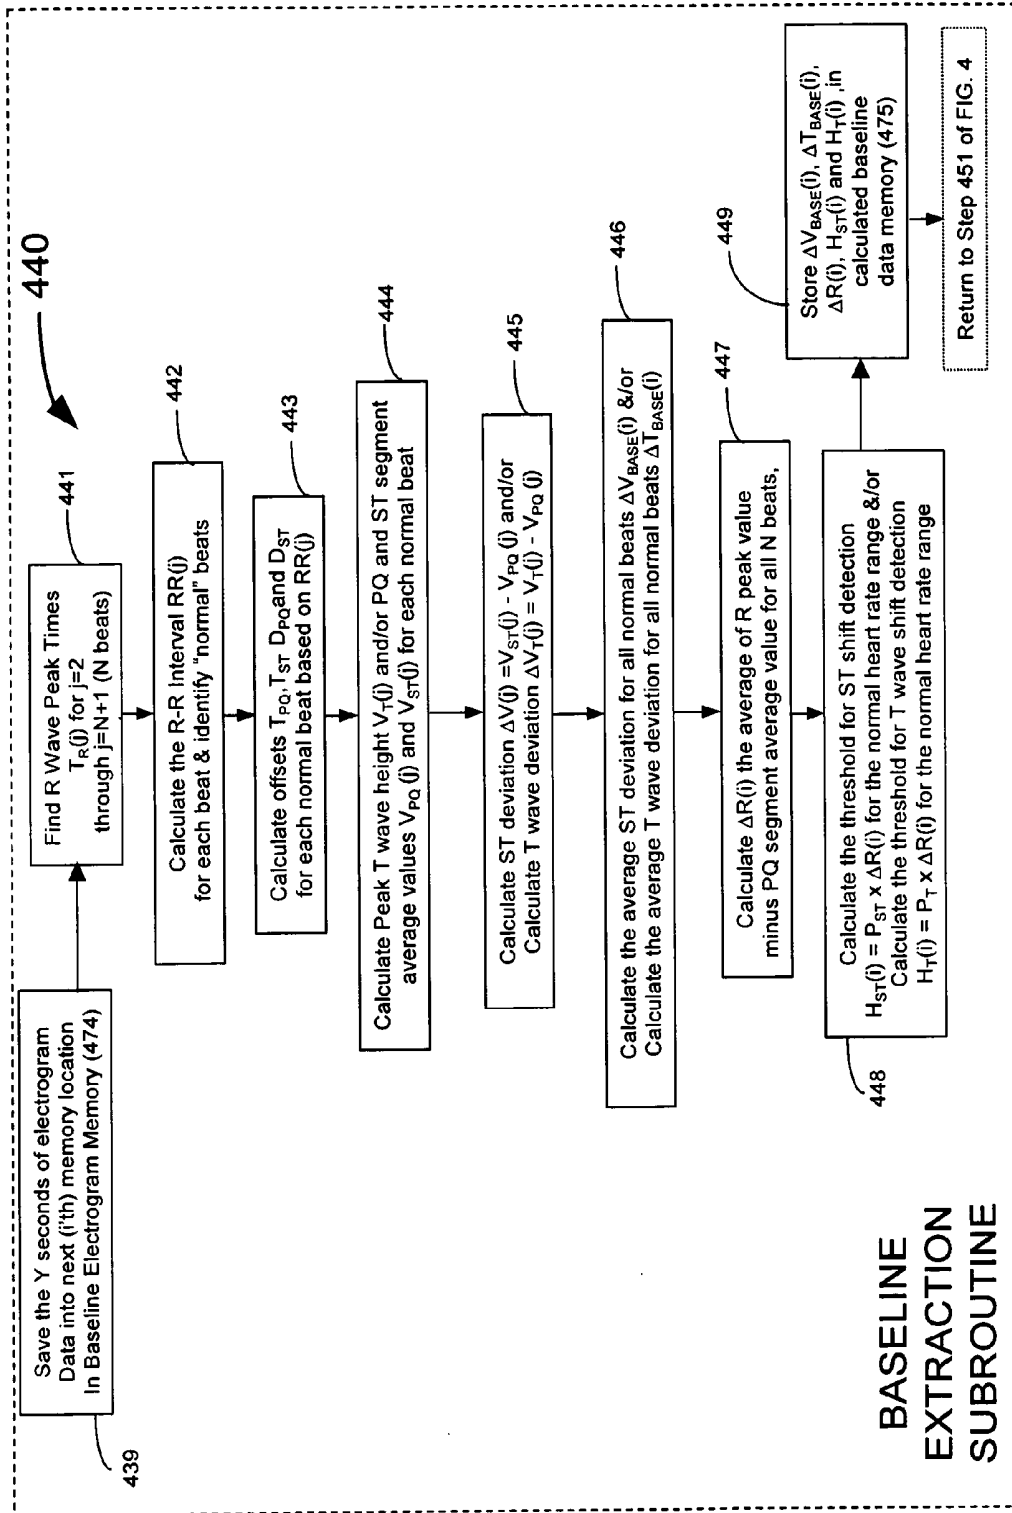 440
Save the Y seconds of electrogram
Data into next (i'th) memory location
In Baseline Electrogram Memory (474)
439
Find R Wave Peak Times
T_R(j) for j=2
through j=N+1 (N beats)
441
Calculate the R-R Interval RR(j)
for each beat & identify "normal" beats
442
Calculate offsets T_PQ, T_ST D_PQ and D_ST
for each normal beat based on RR(j)
443
Calculate Peak T wave height V_T(j) and/or PQ and ST segment
average values V_PQ(j) and V_ST(j) for each normal beat
444
Calculate ST deviation ΔV(j) =V_ST(j) - V_PQ(j) and/or
Calculate T wave deviation ΔV_T(j) = V_T(j) - V_PQ (j)
445
Calculate the average ST deviation for all normal beats ΔV_BASE(i) &/or
Calculate the average T wave deviation for all normal beats ΔT_BASE(i)
446
Calculate ΔR(i) the average of R peak value
minus PQ segment average value for all N beats,
447
Calculate the threshold for ST shift detection
H_ST(i) = P_ST x ΔR(i) for the normal heart rate range &/or
Calculate the threshold for T wave shift detection
H_T(i) = P_T x ΔR(i) for the normal heart rate range
448
Store ΔV_BASE(i), ΔT_BASE(i),
ΔR(i), H_ST(i) and H_T(i) ,in
calculated baseline
data memory (475)
449
Return to Step 451 of FIG. 4
BASELINE
EXTRACTION
SUBROUTINE